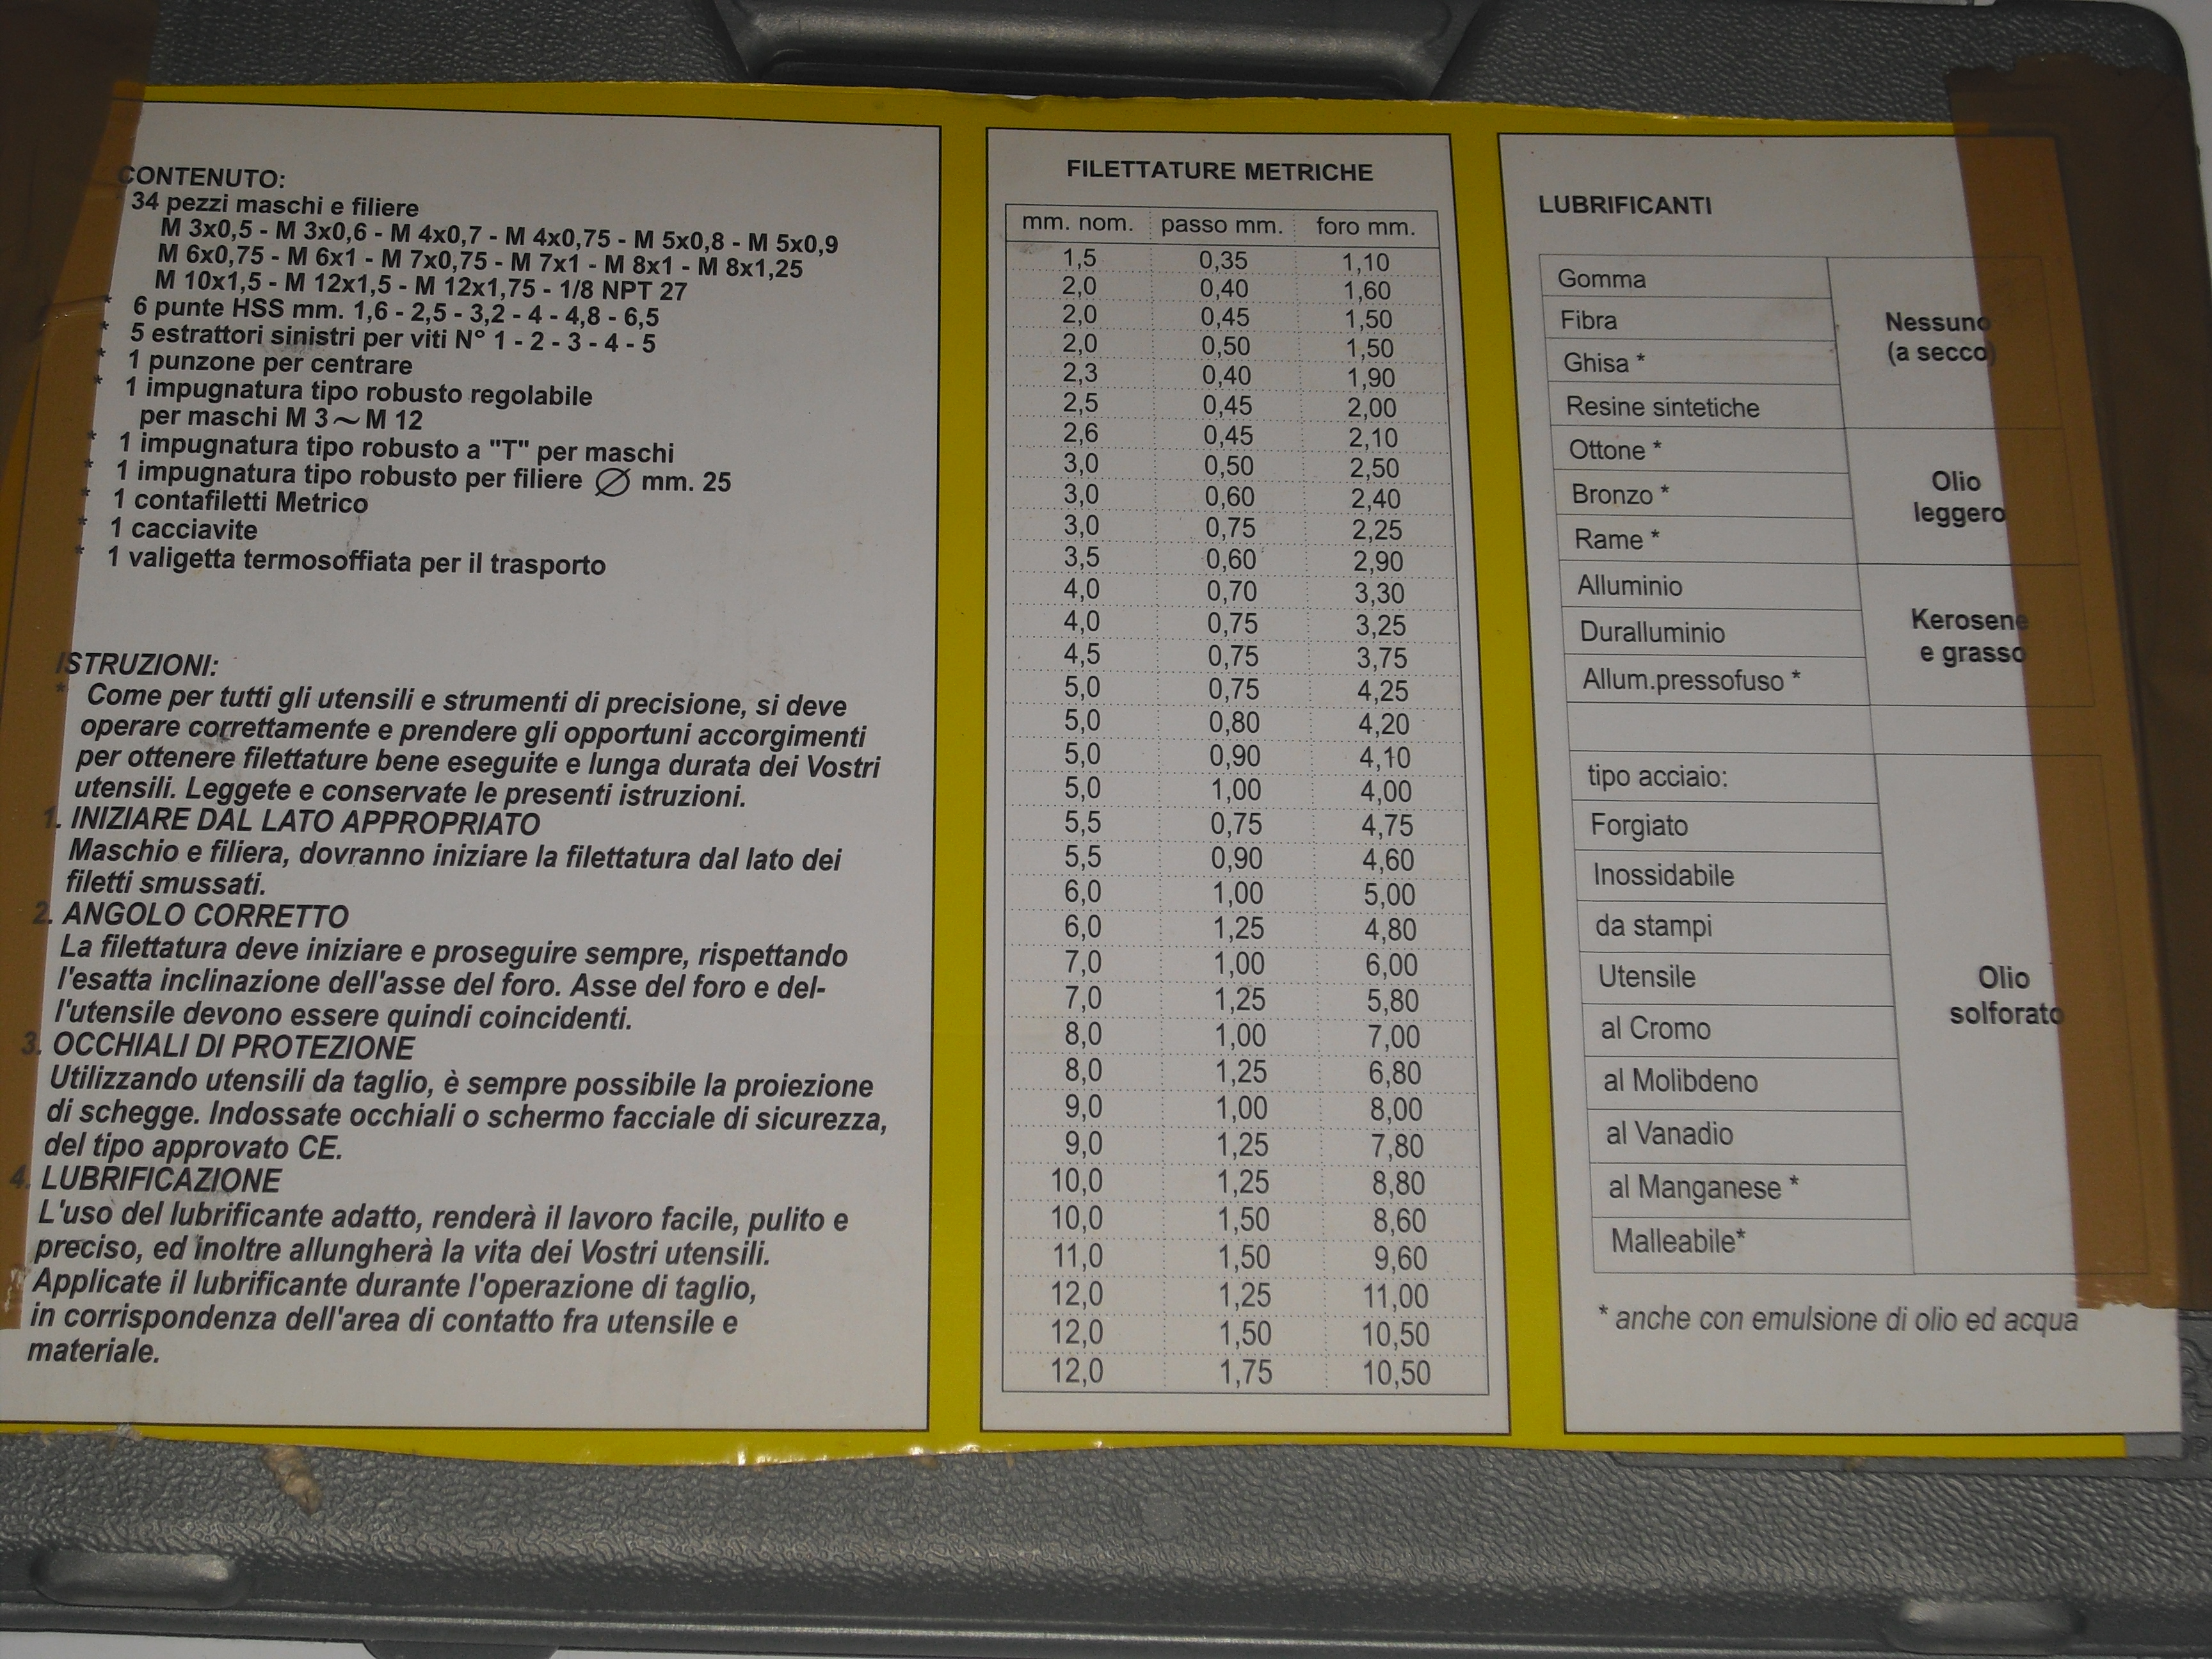 CONTENUTO:
34 pezzi maschi e filiere
M 3x0,5 - M 3x0,6 - M 4x0,7 - M 4x0,75 - M 5x0,8 - M 5x0,9
M 6x0,75 - M 6x1 - M 7x0,75 - M 7x1 - M 8x1 - M 8x1,25
M 10x1,5 - M 12x1,5 - M 12x1,75 - 1/8 NPT 27
* 6 punte HSS mm. 1,6 - 2,5 - 3,2 - 4 - 4,8 - 6,5
* 5 estrattori sinistri per viti N° 1 - 2 - 3 - 4 - 5
* 1 punzone per centrare
* 1 impugnatura tipo robusto regolabile
per maschi M 3~M 12
* 1 impugnatura tipo robusto a "T" per maschi
* 1 impugnatura tipo robusto per filiere ∅ mm. 25
* 1 contafiletti Metrico
* 1 cacciavite
* 1 valigetta termosoffiata per il trasporto
ISTRUZIONI:
* Come per tutti gli utensili e strumenti di precisione, si deve
operare correttamente e prendere gli opportuni accorgimenti
per ottenere filettature bene eseguite e lunga durata dei Vostri
utensili. Leggete e conservate le presenti istruzioni.
1. INIZIARE DAL LATO APPROPRIATO
Maschio e filiera, dovranno iniziare la filettatura dal lato dei
filetti smussati.
2. ANGOLO CORRETTO
La filettatura deve iniziare e proseguire sempre, rispettando
l'esatta inclinazione dell'asse del foro. Asse del foro e del-
l'utensile devono essere quindi coincidenti.
3. OCCHIALI DI PROTEZIONE
Utilizzando utensili da taglio, è sempre possibile la proiezione
di schegge. Indossate occhiali o schermo facciale di sicurezza,
del tipo approvato CE.
4. LUBRIFICAZIONE
L'uso del lubrificante adatto, renderà il lavoro facile, pulito e
preciso, ed inoltre allungherà la vita dei Vostri utensili.
Applicate il lubrificante durante l'operazione di taglio,
in corrispondenza dell'area di contatto fra utensile e
materiale.
FILETTATURE METRICHE
mm. nom. passo mm. foro mm.
1,5 0,35 1,10
2,0 0,40 1,60
2,0 0,45 1,50
2,0 0,50 1,50
2,3 0,40 1,90
2,5 0,45 2,00
2,6 0,45 2,10
3,0 0,50 2,50
3,0 0,60 2,40
3,0 0,75 2,25
3,5 0,60 2,90
4,0 0,70 3,30
4,0 0,75 3,25
4,5 0,75 3,75
5,0 0,75 4,25
5,0 0,80 4,20
5,0 0,90 4,10
5,0 1,00 4,00
5,5 0,75 4,75
5,5 0,90 4,60
6,0 1,00 5,00
6,0 1,25 4,80
7,0 1,00 6,00
7,0 1,25 5,80
8,0 1,00 7,00
8,0 1,25 6,80
9,0 1,00 8,00
9,0 1,25 7,80
10,0 1,25 8,80
10,0 1,50 8,60
11,0 1,50 9,60
12,0 1,25 11,00
12,0 1,50 10,50
12,0 1,75 10,50
LUBRIFICANTI
Gomma
Fibra
Ghisa *
Resine sintetiche
Nessuno
(a secco)
Ottone *
Bronzo *
Rame *
Olio
leggero
Alluminio
Duralluminio
Allum.pressofuso *
Kerosene
e grasso
tipo acciaio:
Forgiato
Inossidabile
da stampi
Utensile
al Cromo
al Molibdeno
al Vanadio
al Manganese *
Malleabile*
Olio
solforato
* anche con emulsione di olio ed acqua